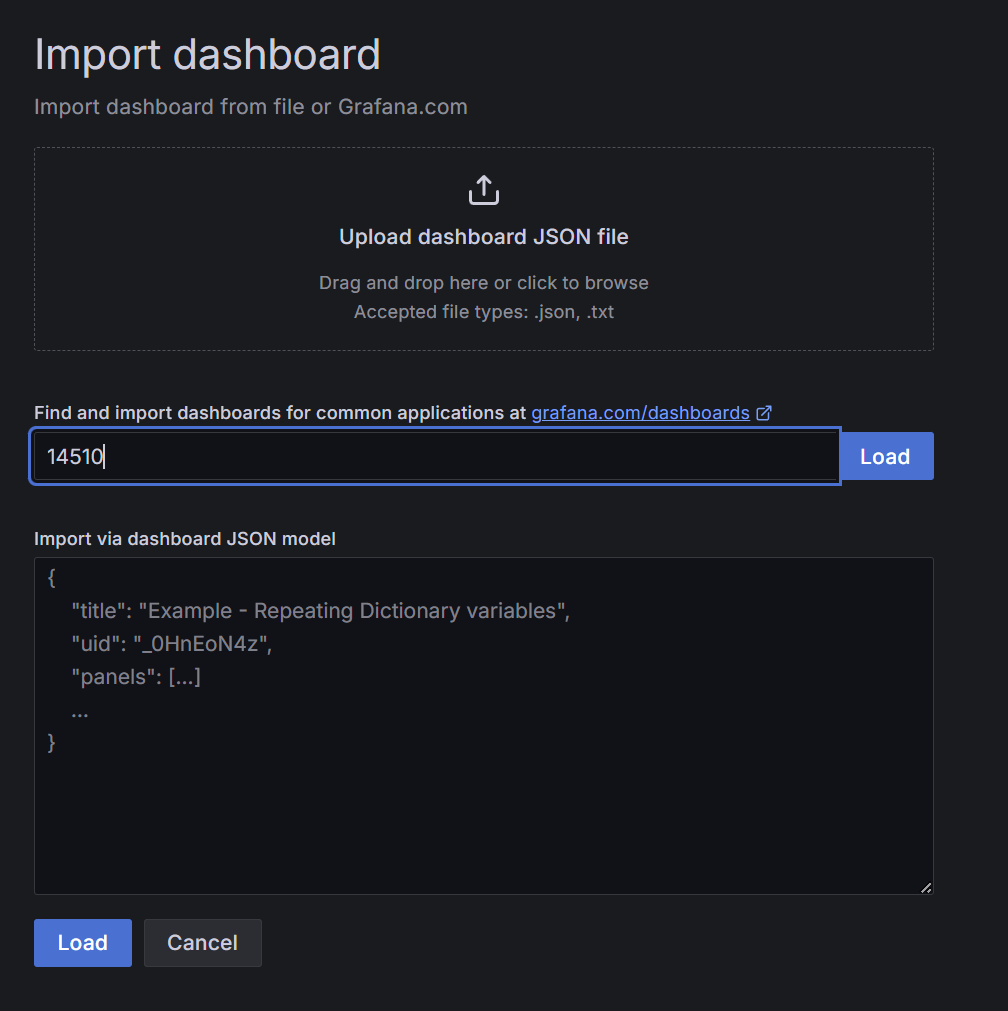 Import dashboard
Import dashboard from file or Grafana.com
Upload dashboard JSON file
Drag and drop here or click to browse
Accepted file types: .json, .txt
Find and import dashboards for common applications at grafana.com/dashboards
14510
Load
Import via dashboard JSON model
{
"title": "Example - Repeating Dictionary variables",
"uid": "_0HnEoN4z",
"panels": [...]
...
}
Load
Cancel